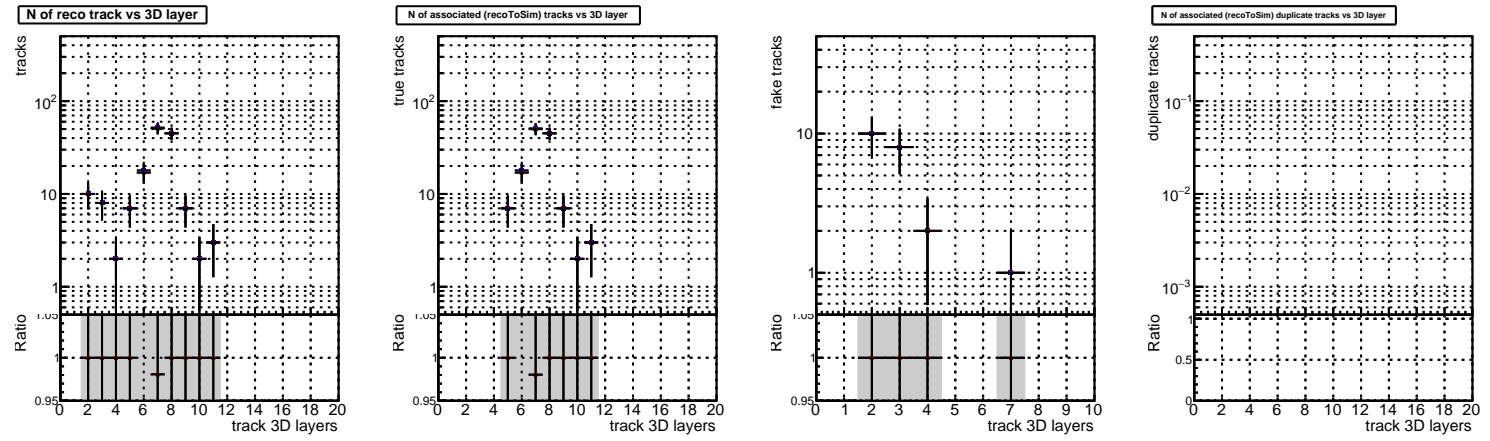 N of reco track vs 3D layer
tracks
10²
10
1
Ratio
1.05
1
0.95
0 2 4 6 8 10 12 14 16 18 20
track 3D layers
N of associated (recoToSim) tracks vs 3D layer
true tracks
10²
10
1
Ratio
1.05
1
0.95
0 2 4 6 8 10 12 14 16 18 20
track 3D layers
fake tracks
10
1
Ratio
1.05
1
0.95
0 1 2 3 4 5 6 7 8 9 10
track 3D layers
N of associated (recoToSim) duplicate tracks vs 3D layer
duplicate tracks
10⁻¹
10⁻²
10⁻³
Ratio
1
0.5
0
0 2 4 6 8 10 12 14 16 18 20
track 3D layers